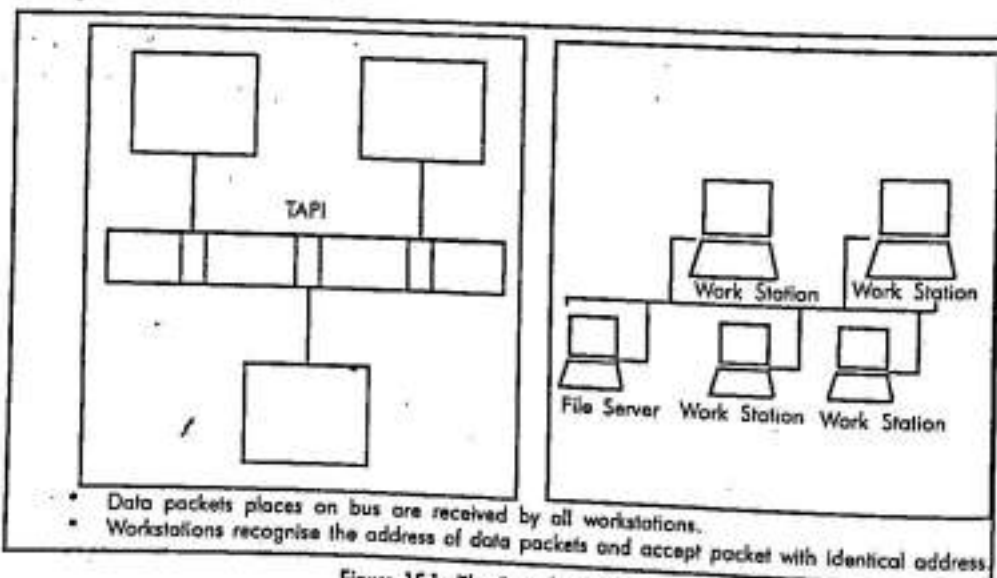 TAPI
Work Station Work Station
File Server Work Station Work Station
• Data packets places on bus are received by all workstations.
• Workstations recognise the address of data packets and accept packet with identical address.